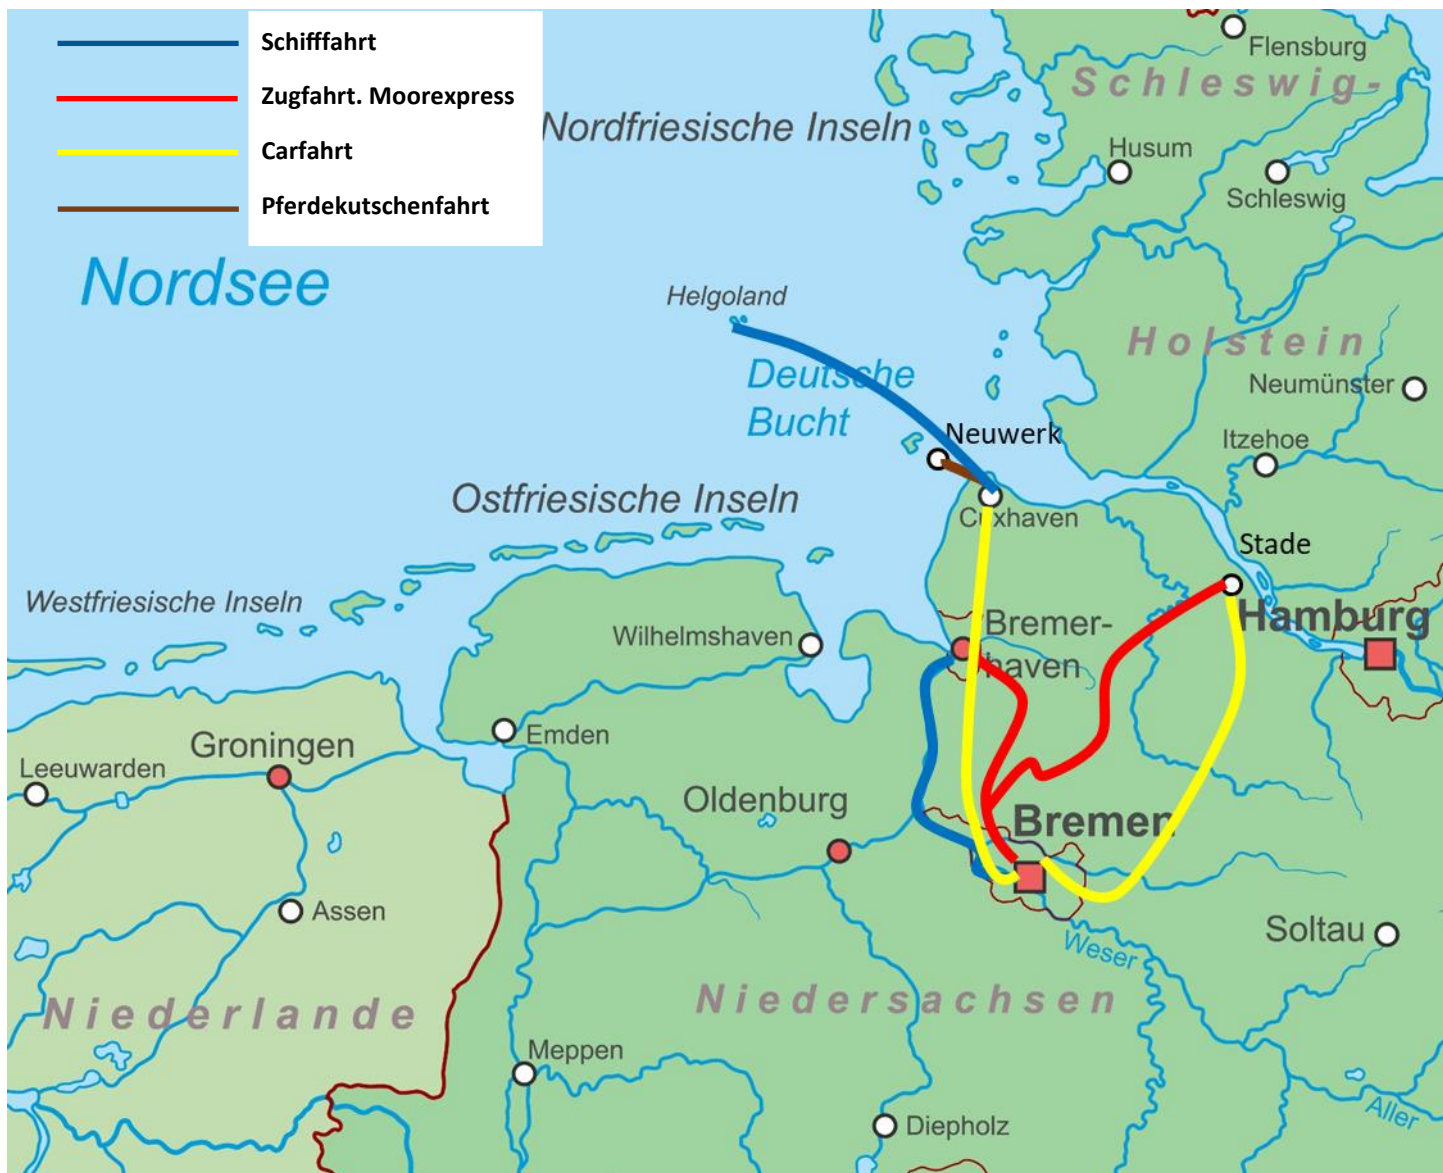 Schifffahrt
Zugfahrt. Moorexpress
Carfahrt
Pferdekutschenfahrt
Flensburg
Schleswig-
Nordfriesische Inseln
Husum
Schleswig
Nordsee
Helgoland
Holstein
Deutsche
Bucht
Neumünster
Neuwerk
Itzehoe
Ostfriesische Inseln
Cuxhaven
Stade
Westfriesische Inseln
Hamburg
Wilhelmshaven
Bremer-
haven
Emden
Groningen
Leeuwarden
Oldenburg
Bremen
Assen
Soltau
Weser
Niederlande
Niedersachsen
Meppen
Aller
Diepholz